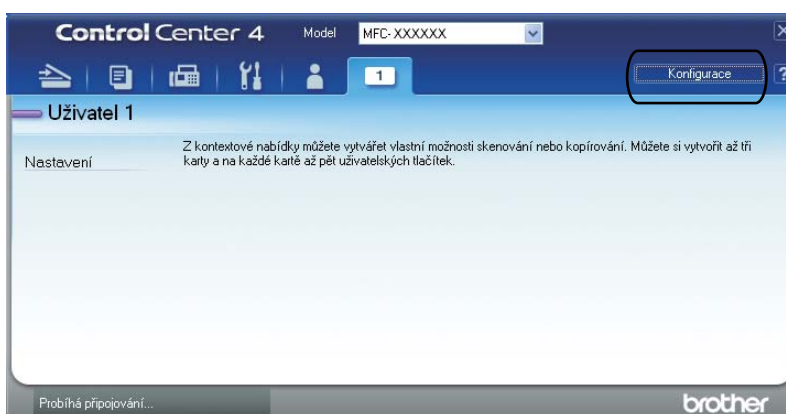 Control Center 4 Model MFC-XXXXXX
1 Konfigurace ?
Uživatel 1
Nastavení
Z kontextové nabídky můžete vytvářet vlastní možnosti skenování nebo kopírování. Můžete si vytvořit až tři
karty a na každé kartě až pět uživatelských tlačítek.
Probíhá připojování...
brother